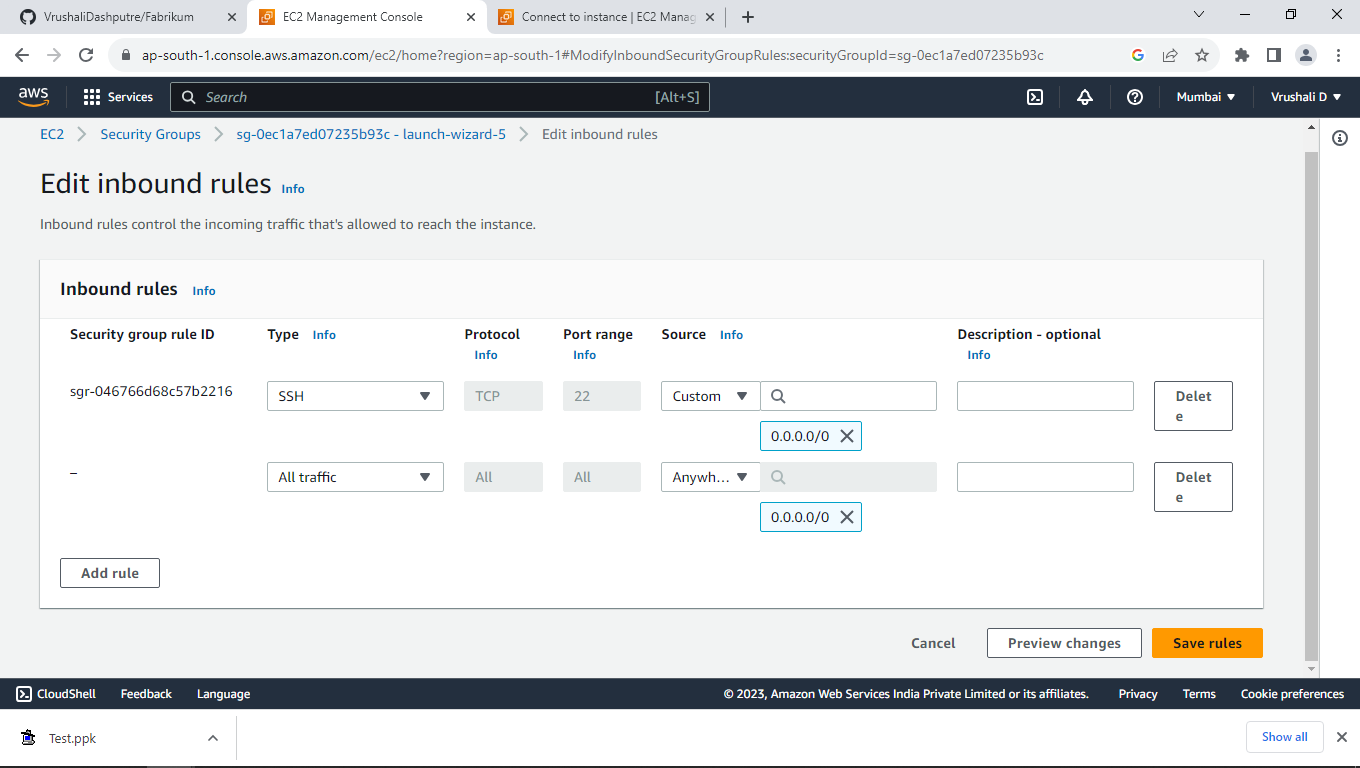 VrushaliDashputre/Fabrikum
EC2 Management Console
Connect to instance | EC2 Manag
ap-south-1.console.aws.amazon.com/ec2/home?region=ap-south-1#ModifyInboundSecurityGroupRules:securityGroupId=sg-0ec1a7ed07235b93c
aws
Services
Search
[Alt+S]
Mumbai
Vrushali D
EC2
Security Groups
sg-0ec1a7ed07235b93c - launch-wizard-5
Edit inbound rules
Edit inbound rules Info
Inbound rules control the incoming traffic that's allowed to reach the instance.
Inbound rules Info
Security group rule ID
Type Info
Protocol
Info
Port range
Info
Source Info
Description - optional
Info
sgr-046766d68c57b2216
SSH
TCP
22
Custom
Delet
e
0.0.0.0/0
–
All traffic
All
All
Anywh...
Delet
e
0.0.0.0/0
Add rule
Cancel
Preview changes
Save rules
CloudShell
Feedback
Language
© 2023, Amazon Web Services India Private Limited or its affiliates.
Privacy
Terms
Cookie preferences
Test.ppk
Show all